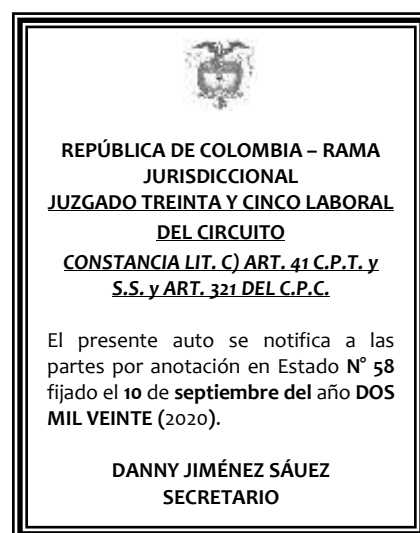 REPÚBLICA DE COLOMBIA – RAMA
JURISDICCIONAL
JUZGADO TREINTA Y CINCO LABORAL
DEL CIRCUITO
CONSTANCIA LIT. C) ART. 41 C.P.T. y
S.S. y ART. 321 DEL C.P.C.
El presente auto se notifica a las
partes por anotación en Estado N° 58
fijado el 10 de septiembre del año DOS
MIL VEINTE (2020).
DANNY JIMÉNEZ SÁUEZ
SECRETARIO